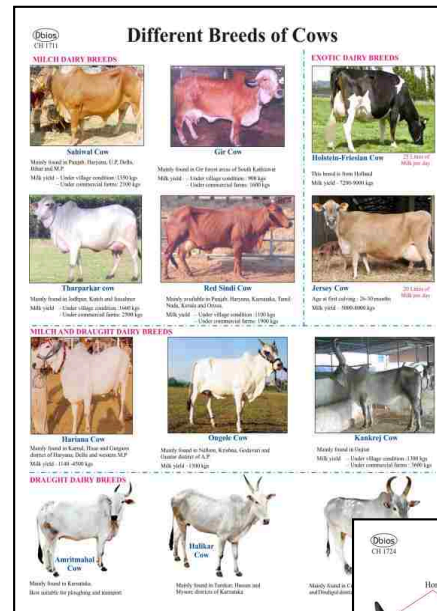 Dbios
CH 1711
Different Breeds of Cows
MILCH DAIRY BREEDS
Sahiwal Cow
Mainly found in Punjab, Haryana, U.P, Delhi,
Bihar and M.P.
Milk yield - Under village condition :1350 kgs
- Under commercial farms: 2100 kgs
Gir Cow
Mainly found in Gir forest areas of South Kathiawar
Milk yield - Under village condition : 900 kgs
- Under commercial farms: 1600 kgs
Tharparkar cow
Mainly found in Jodhpur, Kutch and Jaisalmer
Milk yield - Under village condition: 1660 kgs
- Under commercial farms: 2500 kgs
Red Sindi Cow
Mainly available in Punjab, Haryana, Karnataka, Tamil
Nadu, Kerala and Orissa.
Milk yield - Under village condition : 1100 kgs
- Under commercial farms: 1900 kgs
EXOTIC DAIRY BREEDS
Holstein-Friesian Cow
25 Litres of
Milk per day
This breed is from Holland
Milk yield - 7200-9000 kgs
Jersey Cow
20 Litres of
Milk per day
Age at first calving : 26-30 months
Milk yield - 5000-8000 kgs
MILCH AND DRAUGHT DAIRY BREEDS
Hariana Cow
Mainly found in Karnal, Hisar and Gurgaon
district of Haryana, Delhi and western M.P
Milk yield -1140 -4500 kgs
Ongole Cow
Mainly found in Nellore, Krishna, Godavari and
Guntur district of A.P
Milk yield -1500 kgs
Kankrej Cow
Mainly found in Gujrat
Milk yield - Under village condition :1300 kgs
- Under commercial farms: 3600 kgs
DRAUGHT DAIRY BREEDS
Amritmahal
Cow
Mainly found in Karnataka.
Best suitable for ploughing and transport
Halikar
Cow
Mainly found in Tumkur, Hassan and
Mysore districts of Karnataka
Mainly found in
and Dindigul
Dbios
CH 1724